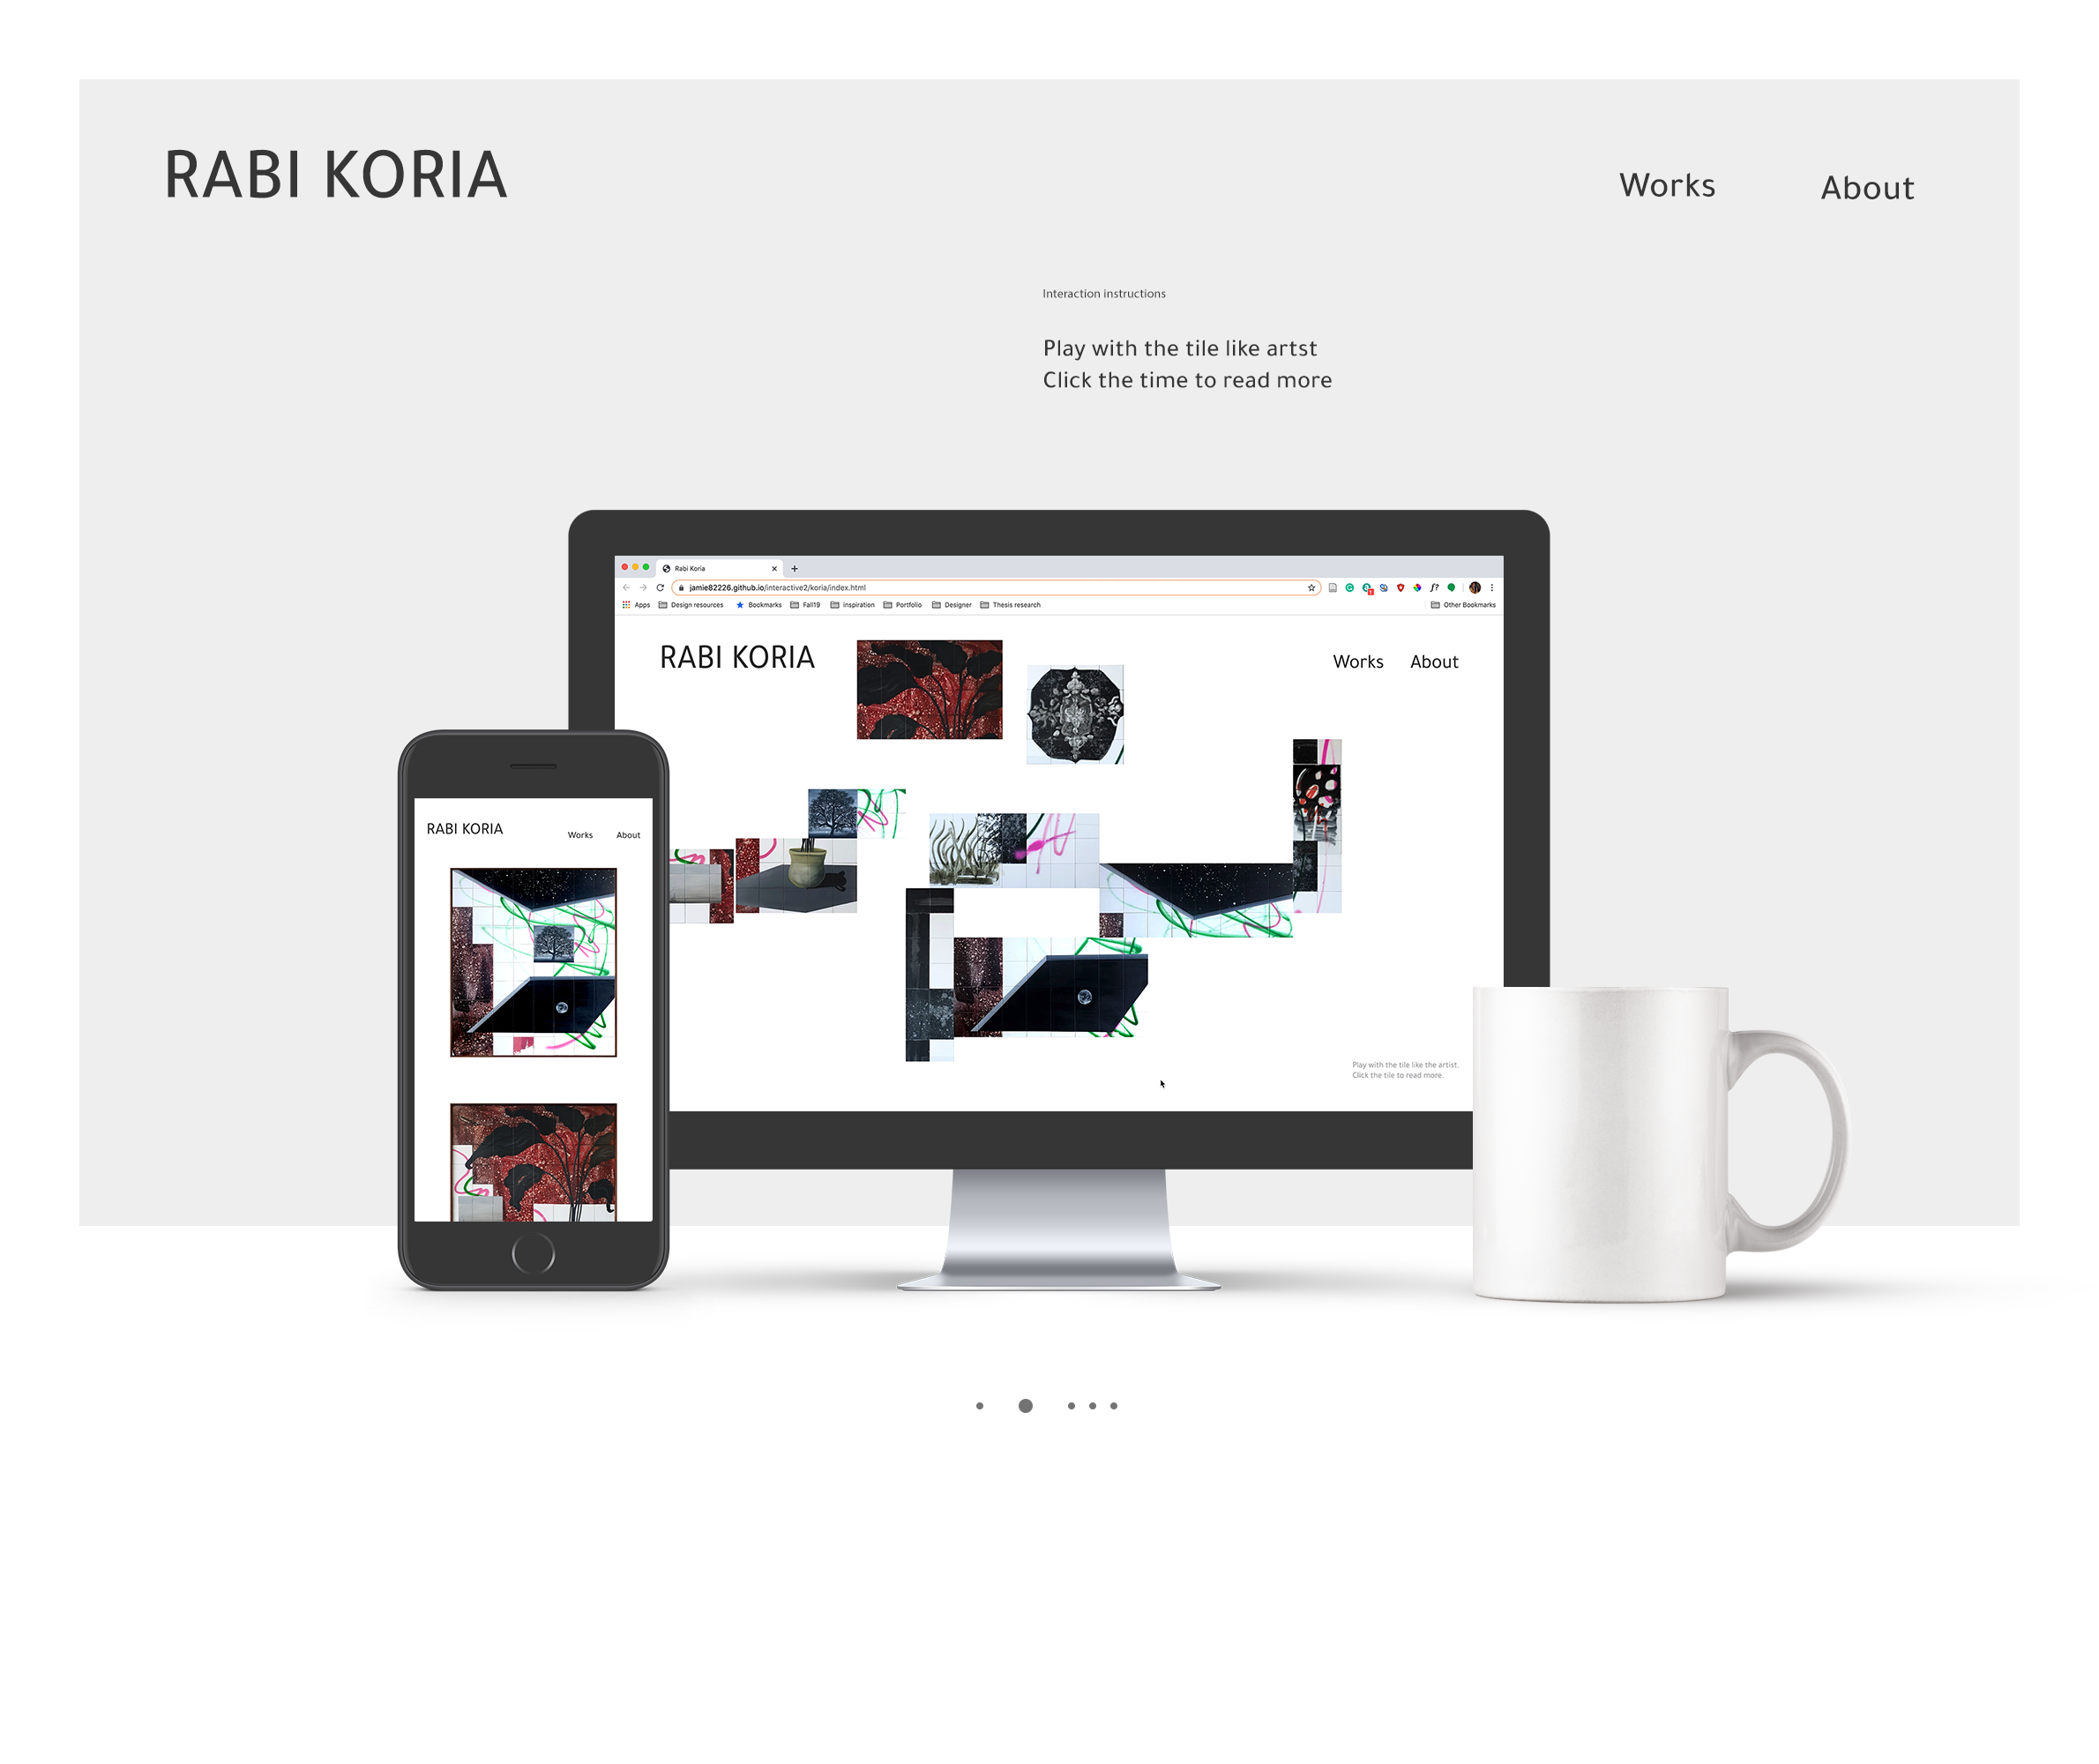 RABI KORIA
Works About
Interaction instructions
Play with the tile like artst
Click the time to read more
Rabi Koria
jamie82226.github.io/interactive2/koria/index.html
f?
Apps Design resources Bookmarks Fall19 inspiration Portfolio Designer Thesis research Other Bookmarks
RABI KORIA
Works About
Play with the tile like the artist.
Click the tile to read more.
RABI KORIA
Works About